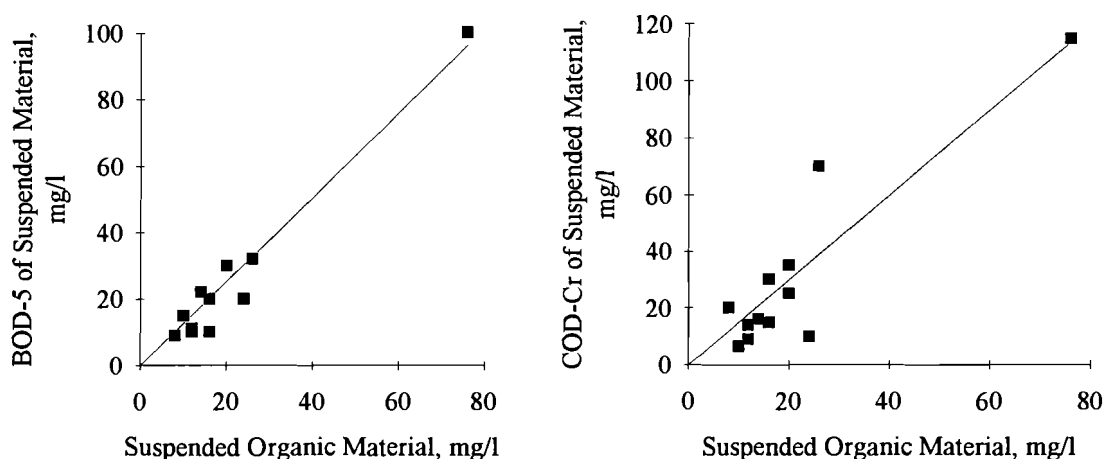 BOD-5 of Suspended Material,
mg/l
100
80
60
40
20
0
0 20 40 60 80
Suspended Organic Material, mg/l
COD-Cr of Suspended Material,
mg/l
120
100
80
60
40
20
0
0 20 40 60 80
Suspended Organic Material, mg/l